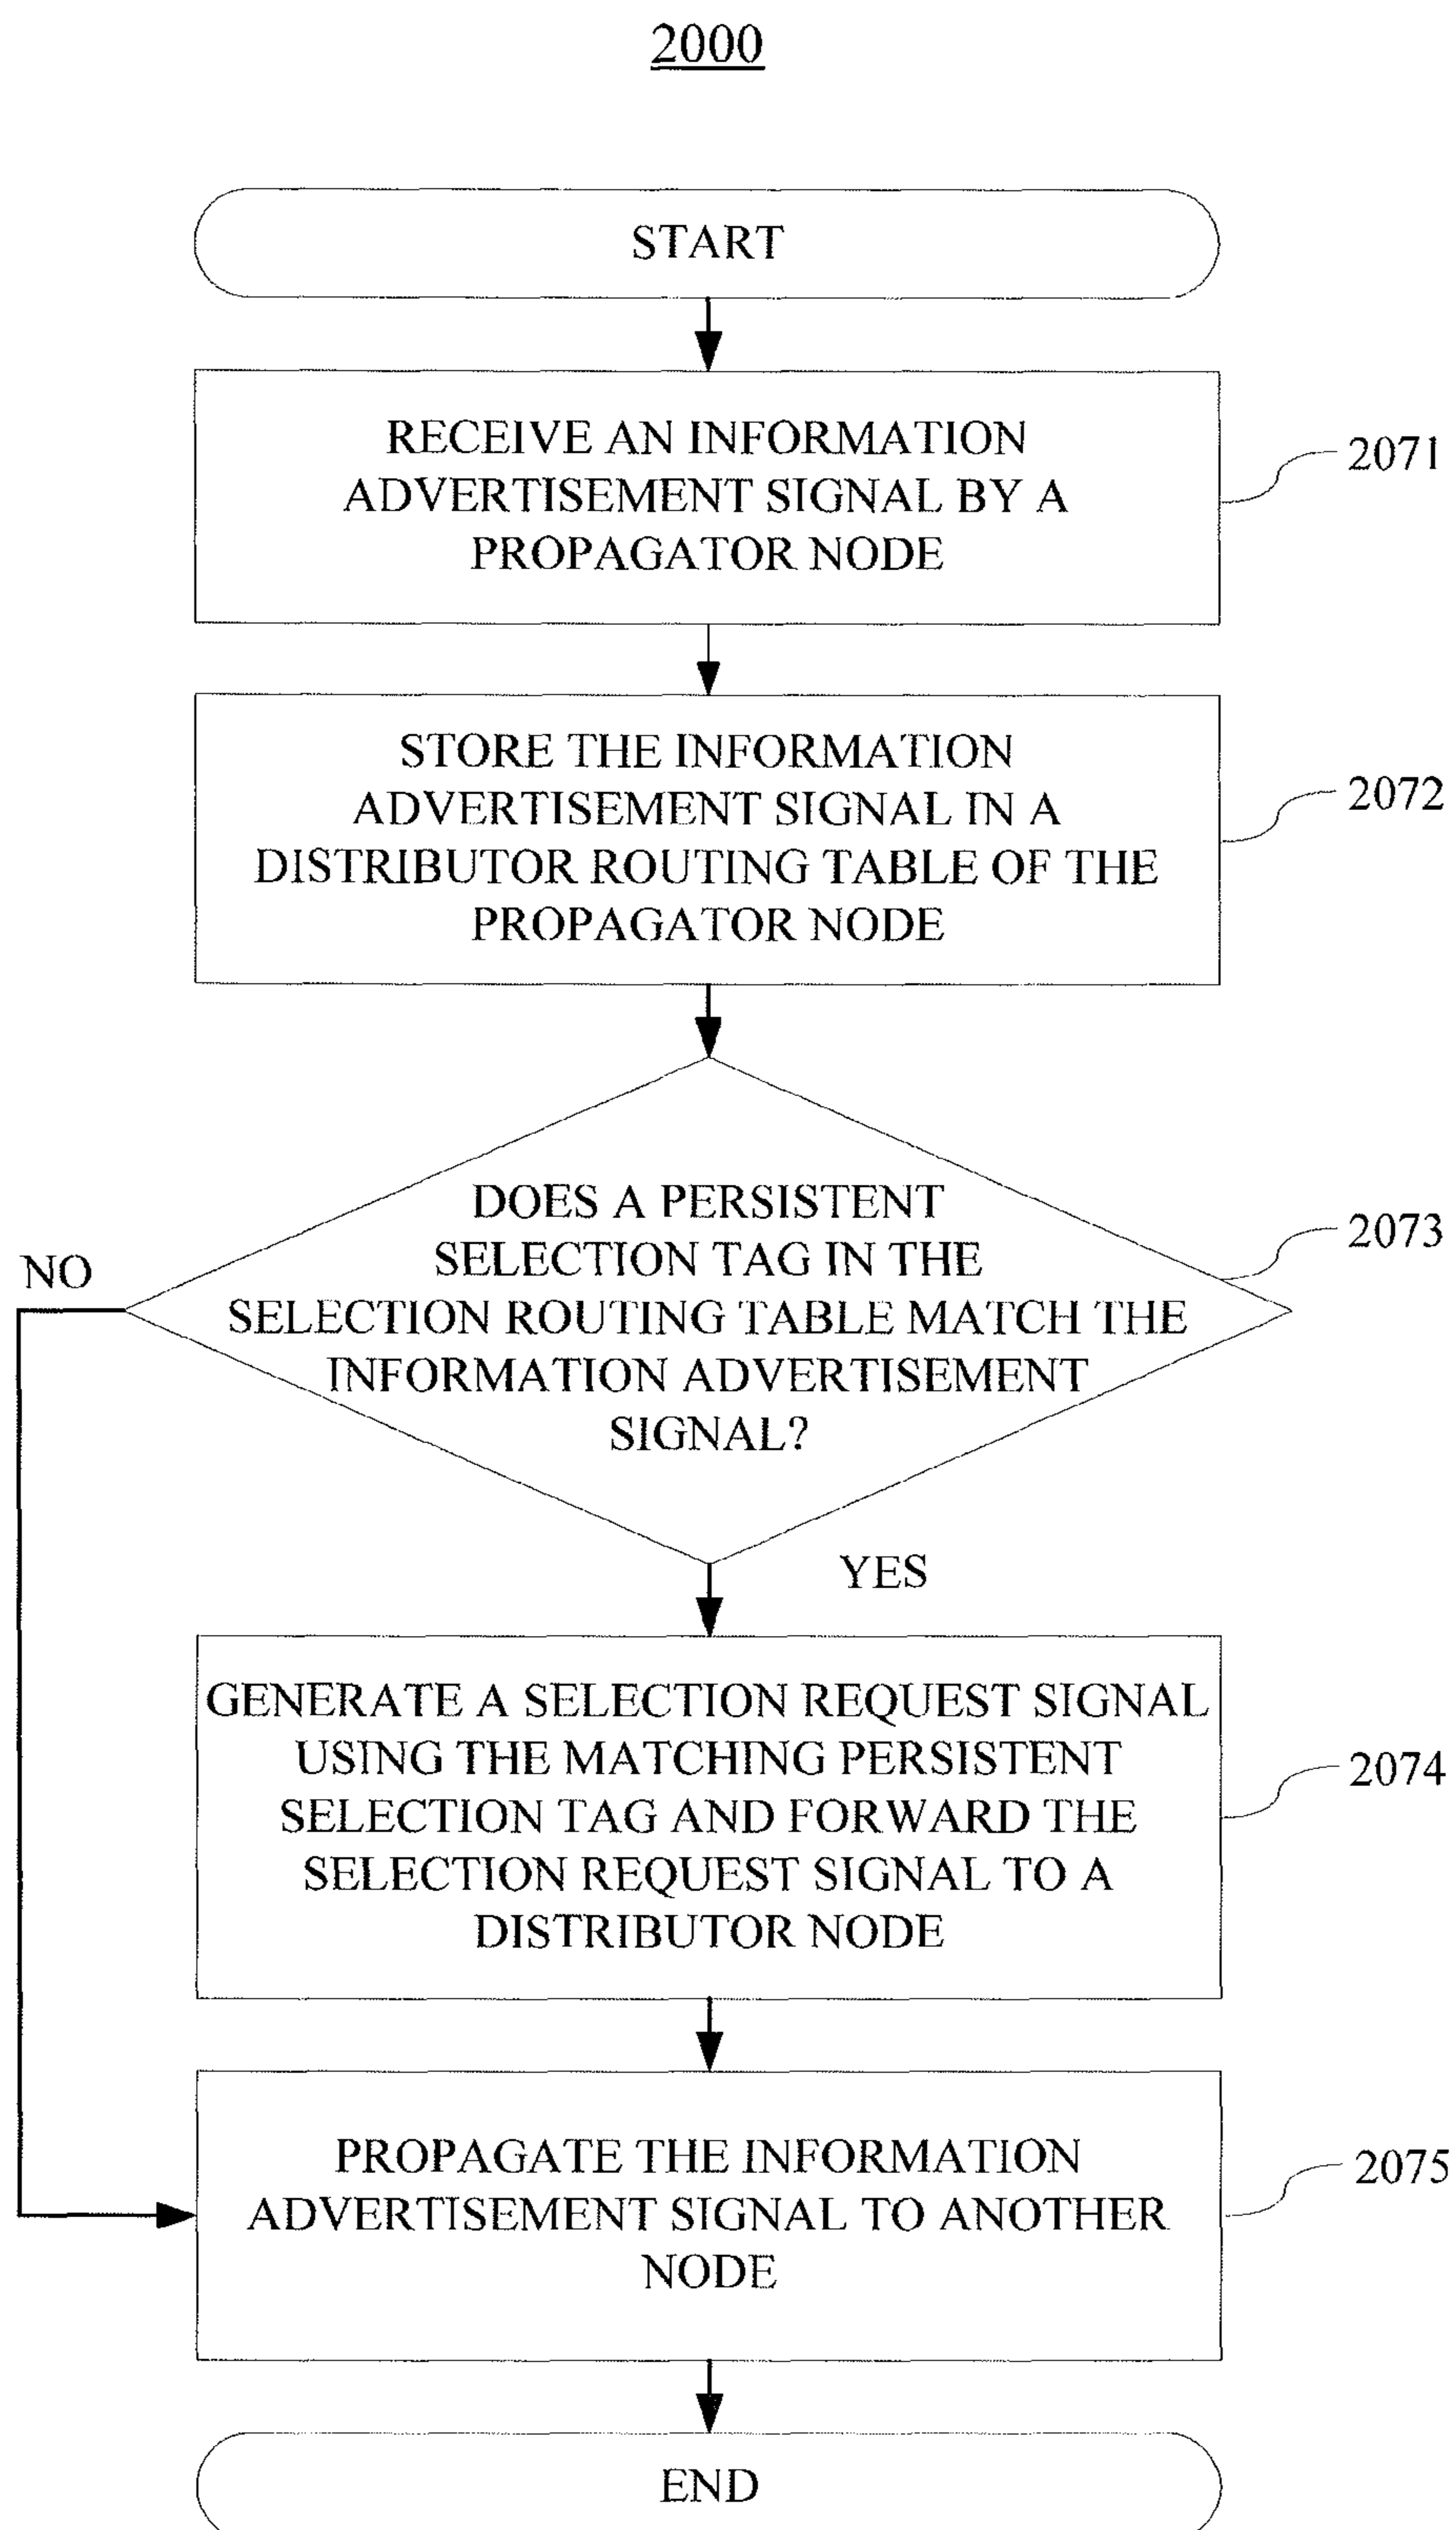 2000
START
RECEIVE AN INFORMATION
ADVERTISEMENT SIGNAL BY A
PROPAGATOR NODE
2071
STORE THE INFORMATION
ADVERTISEMENT SIGNAL IN A
DISTRIBUTOR ROUTING TABLE OF THE
PROPAGATOR NODE
2072
DOES A PERSISTENT
SELECTION TAG IN THE
SELECTION ROUTING TABLE MATCH THE
INFORMATION ADVERTISEMENT
SIGNAL?
2073
NO
YES
GENERATE A SELECTION REQUEST SIGNAL
USING THE MATCHING PERSISTENT
SELECTION TAG AND FORWARD THE
SELECTION REQUEST SIGNAL TO A
DISTRIBUTOR NODE
2074
PROPAGATE THE INFORMATION
ADVERTISEMENT SIGNAL TO ANOTHER
NODE
2075
END